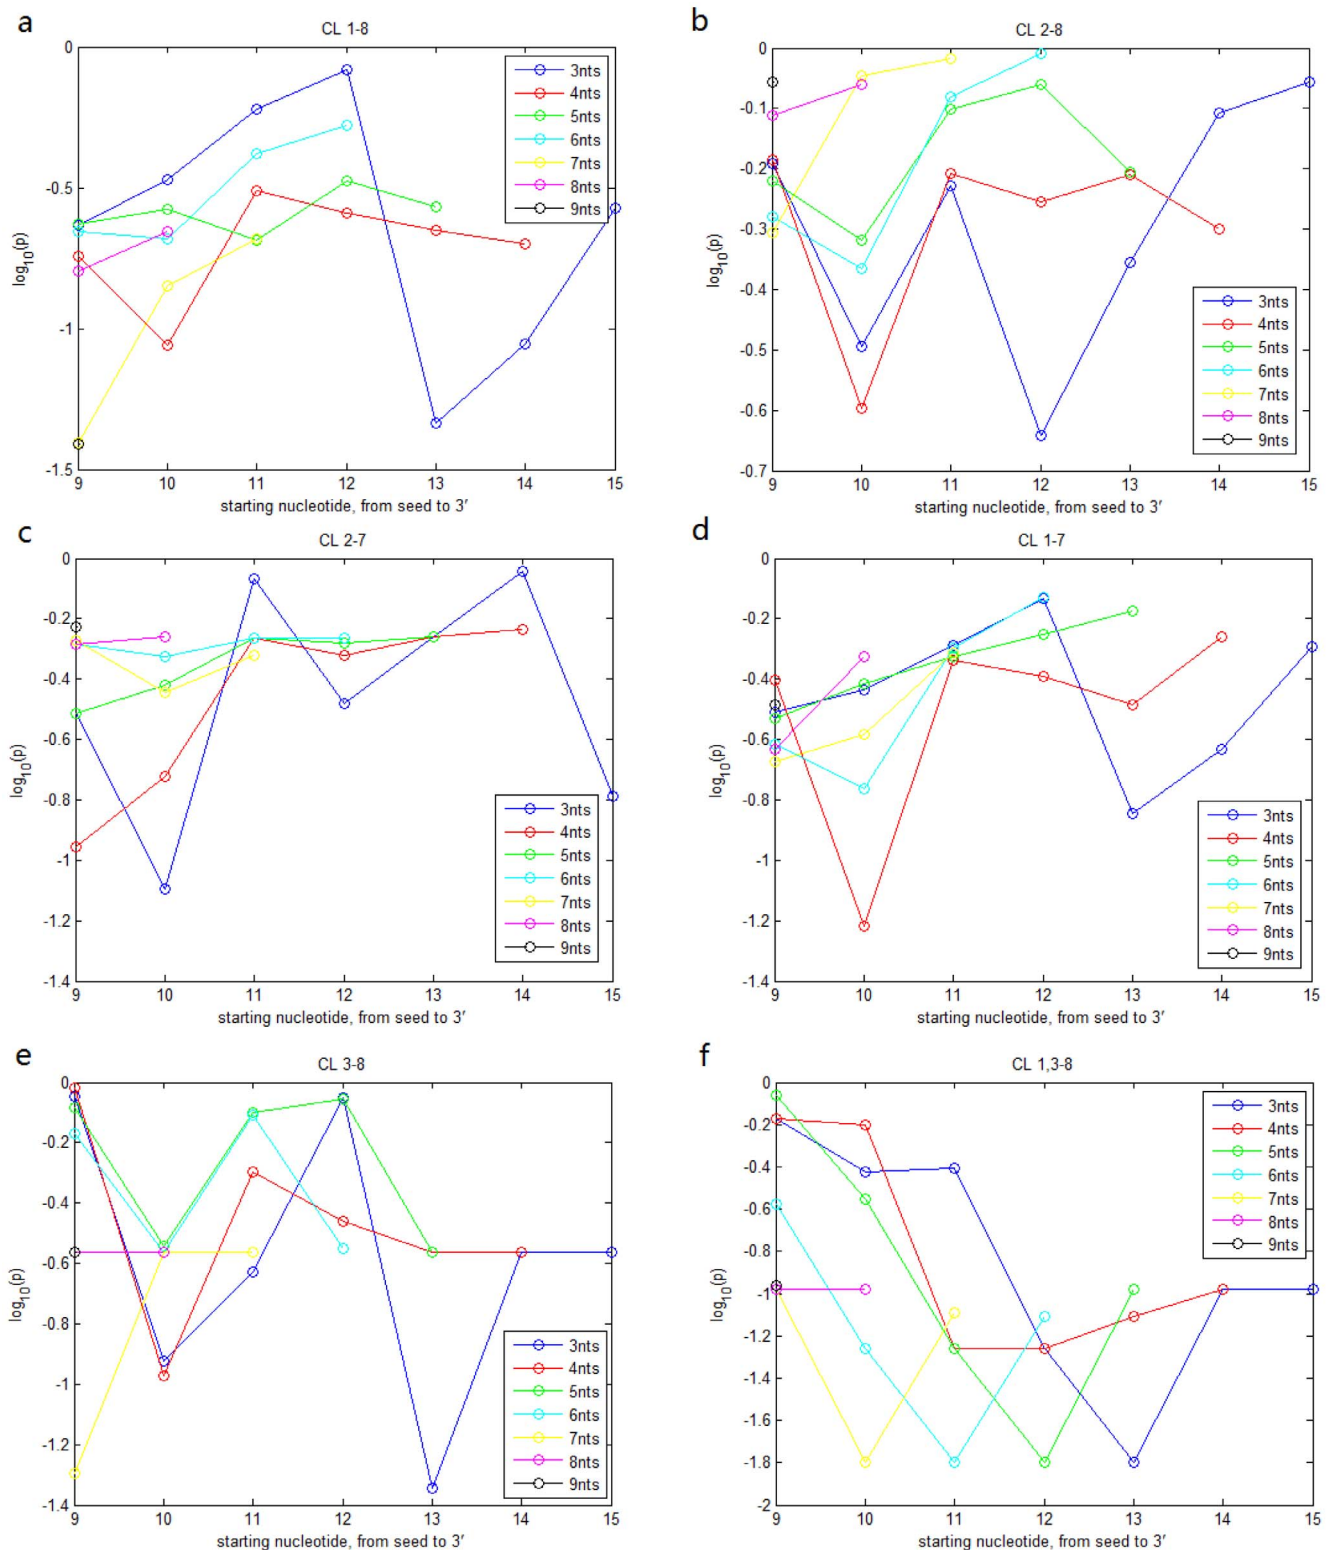 a
CL 1-8
0
-0.5
-1
-1.5
log10(p)
9 10 11 12 13 14 15
starting nucleotide, from seed to 3′
3nts
4nts
5nts
6nts
7nts
8nts
9nts
b
CL 2-8
0
-0.1
-0.2
-0.3
-0.4
-0.5
-0.6
-0.7
log10(p)
9 10 11 12 13 14 15
starting nucleotide, from seed to 3′
3nts
4nts
5nts
6nts
7nts
8nts
9nts
c
CL 2-7
0
-0.2
-0.4
-0.6
-0.8
-1
-1.2
-1.4
log10(p)
9 10 11 12 13 14 15
starting nucleotide, from seed to 3′
3nts
4nts
5nts
6nts
7nts
8nts
9nts
d
CL 1-7
0
-0.2
-0.4
-0.6
-0.8
-1
-1.2
-1.4
log10(p)
9 10 11 12 13 14 15
starting nucleotide, from seed to 3′
3nts
4nts
5nts
6nts
7nts
8nts
9nts
e
CL 3-8
0
-0.2
-0.4
-0.6
-0.8
-1
-1.2
-1.4
log10(p)
9 10 11 12 13 14 15
starting nucleotide, from seed to 3′
3nts
4nts
5nts
6nts
7nts
8nts
9nts
f
CL 1,3-8
0
-0.2
-0.4
-0.6
-0.8
-1
-1.2
-1.4
-1.6
-1.8
-2
log10(p)
9 10 11 12 13 14 15
starting nucleotide, from seed to 3′
3nts
4nts
5nts
6nts
7nts
8nts
9nts